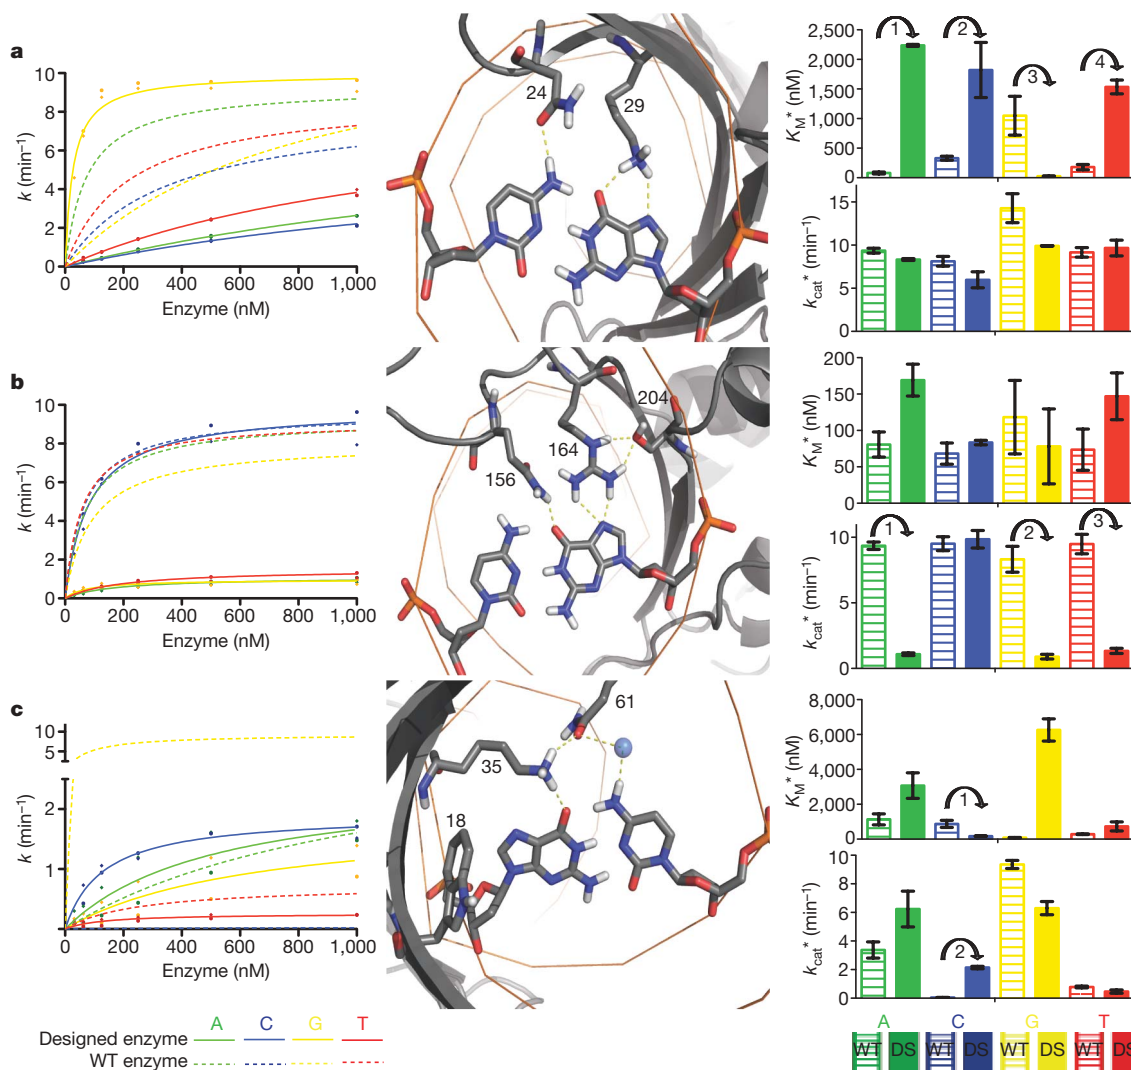 a
k (min⁻¹)
10
8
6
4
2
0
0 200 400 600 800 1,000
Enzyme (nM)
24
29
K_M* (nM)
2,500
2,000
1,500
1,000
500
0
1 2 3 4
k_cat* (min⁻¹)
15
10
5
0
b
k (min⁻¹)
10
8
6
4
2
0
0 200 400 600 800 1,000
Enzyme (nM)
156
164
204
K_M* (nM)
200
150
100
50
0
k_cat* (min⁻¹)
10
5
0
1 2 3
c
k (min⁻¹)
10
5
2
1
0 200 400 600 800 1,000
Enzyme (nM)
61
35
18
K_M* (nM)
8,000
6,000
4,000
2,000
0
1
k_cat* (min⁻¹)
10
8
6
4
2
0
2
A C G T
Designed enzyme
WT enzyme
A C G T
WT DS WT DS WT DS WT DS